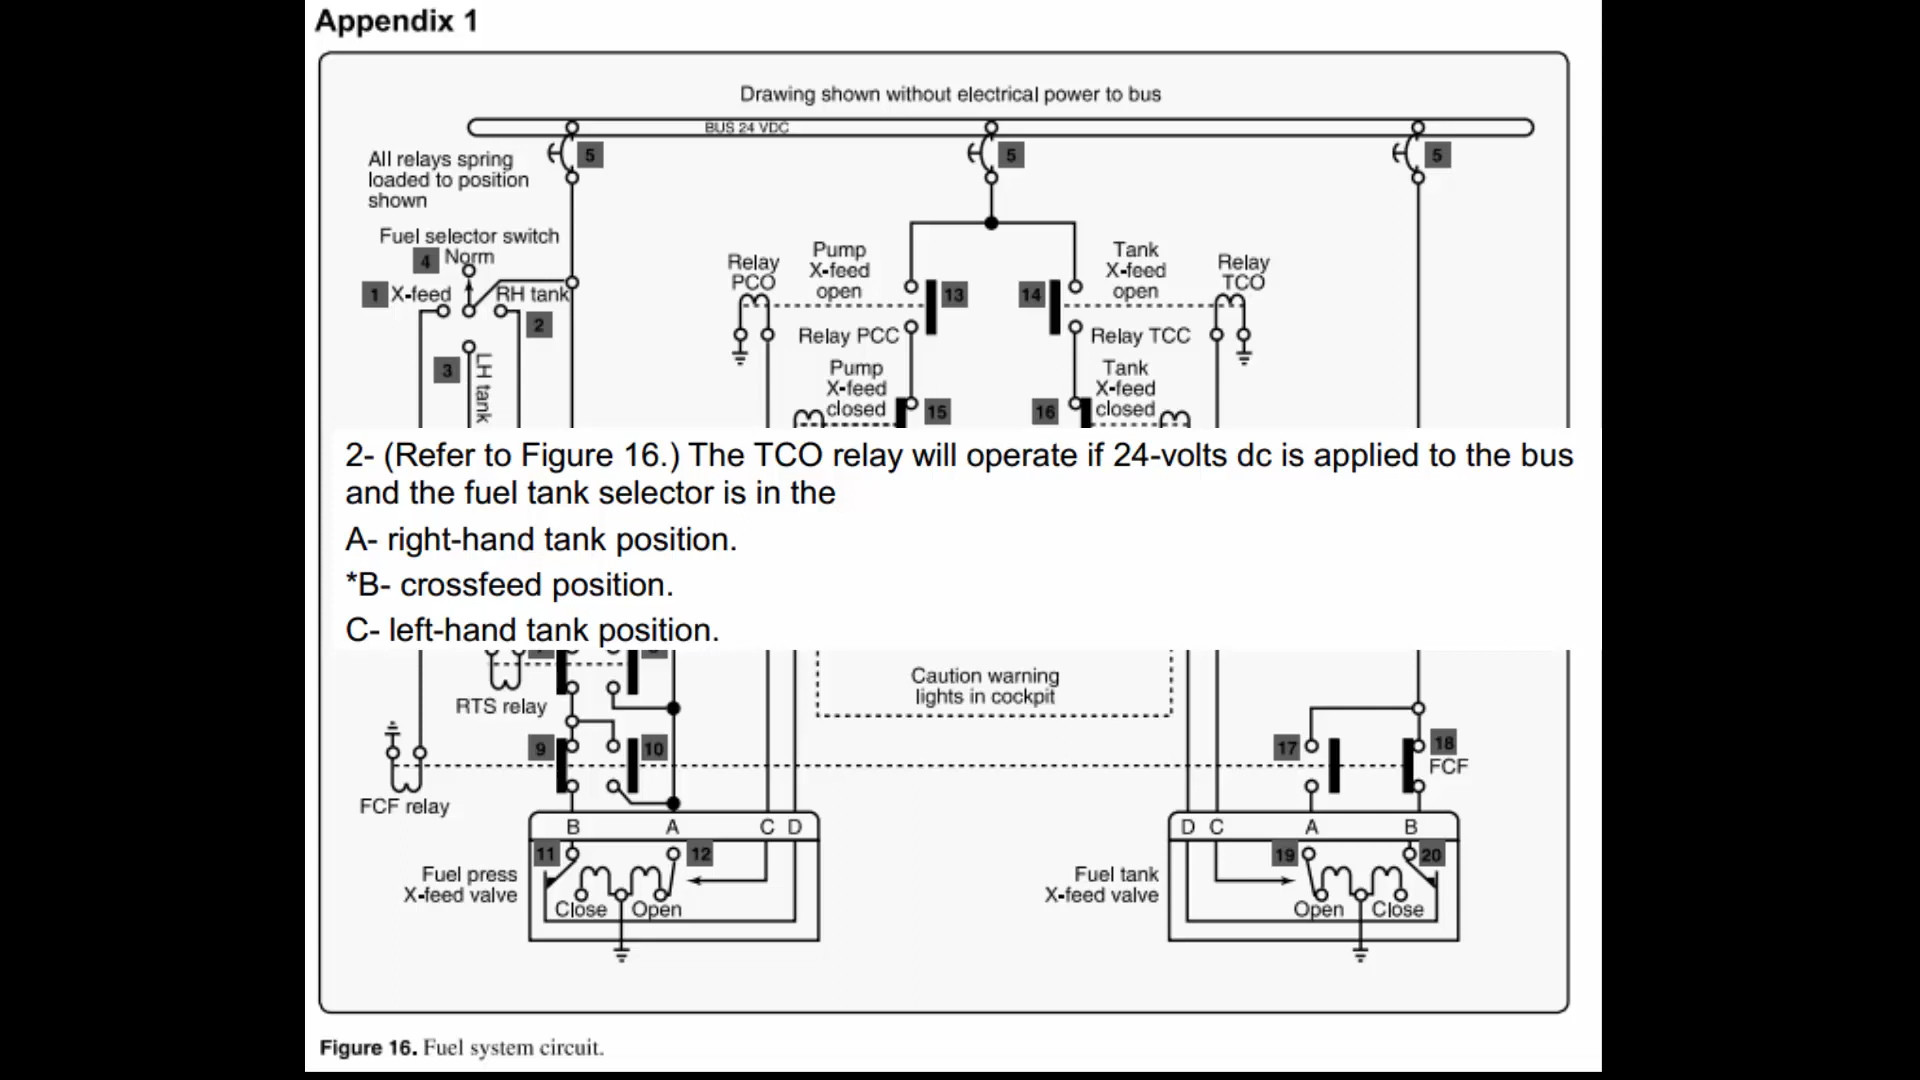 Appendix 1
Drawing shown without electrical power to bus
BUS 24 VDC
5
5
5
All relays spring
loaded to position
shown
Fuel selector switch
4 Norm
1 X-feed
RH tank
2
3
LH tank
Relay
PCO
Pump
X-feed
open
13
14
Tank
X-feed
open
Relay
TCO
Relay PCC
Relay TCC
Pump
X-feed
closed
15
16
Tank
X-feed
closed
2- (Refer to Figure 16.) The TCO relay will operate if 24-volts dc is applied to the bus
and the fuel tank selector is in the
A- right-hand tank position.
*B- crossfeed position.
C- left-hand tank position.
RTS relay
Caution warning
lights in cockpit
9
10
17
18
FCF
FCF relay
B A C D
D C A B
11
12
19
20
Fuel press
X-feed valve
Close Open
Fuel tank
X-feed valve
Open Close
Figure 16. Fuel system circuit.